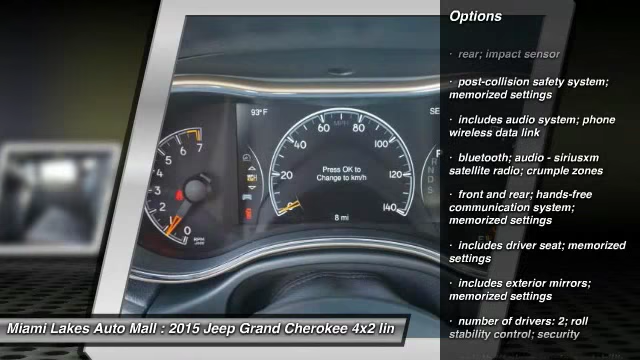 Options
· rear; impact sensor
· post-collision safety system;
memorized settings
· includes audio system; phone
wireless data link
· bluetooth; audio - siriusxm
satellite radio; crumple zones
· front and rear; hands-free
communication system;
memorized settings
· includes driver seat; memorized
settings
· includes exterior mirrors;
memorized settings
· number of drivers: 2; roll
stability control; security
93°F
SE
MPH
0 20 40 60 80 100 120 140
Press OK to
Change to km/h
8 mi
0 1 2 3 4 5 6 7
RPM
R
N
D
S
Miami Lakes Auto Mall : 2015 Jeep Grand Cherokee 4x2 lin